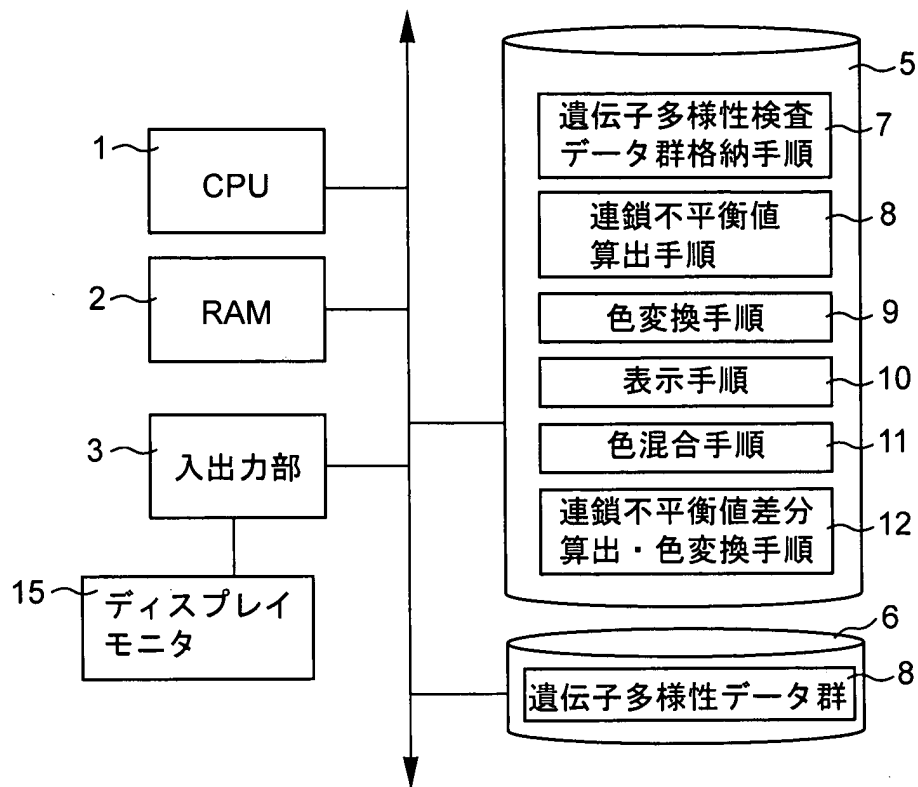 1
CPU
2
RAM
3
入出力部
15
ディスプレイ
モニタ
5
遺伝子多様性検査
データ群格納手順
7
連鎖不平衡値
算出手順
8
色変換手順
9
表示手順
10
色混合手順
11
連鎖不平衡値差分
算出・色変換手順
12
6
遺伝子多様性データ群
8